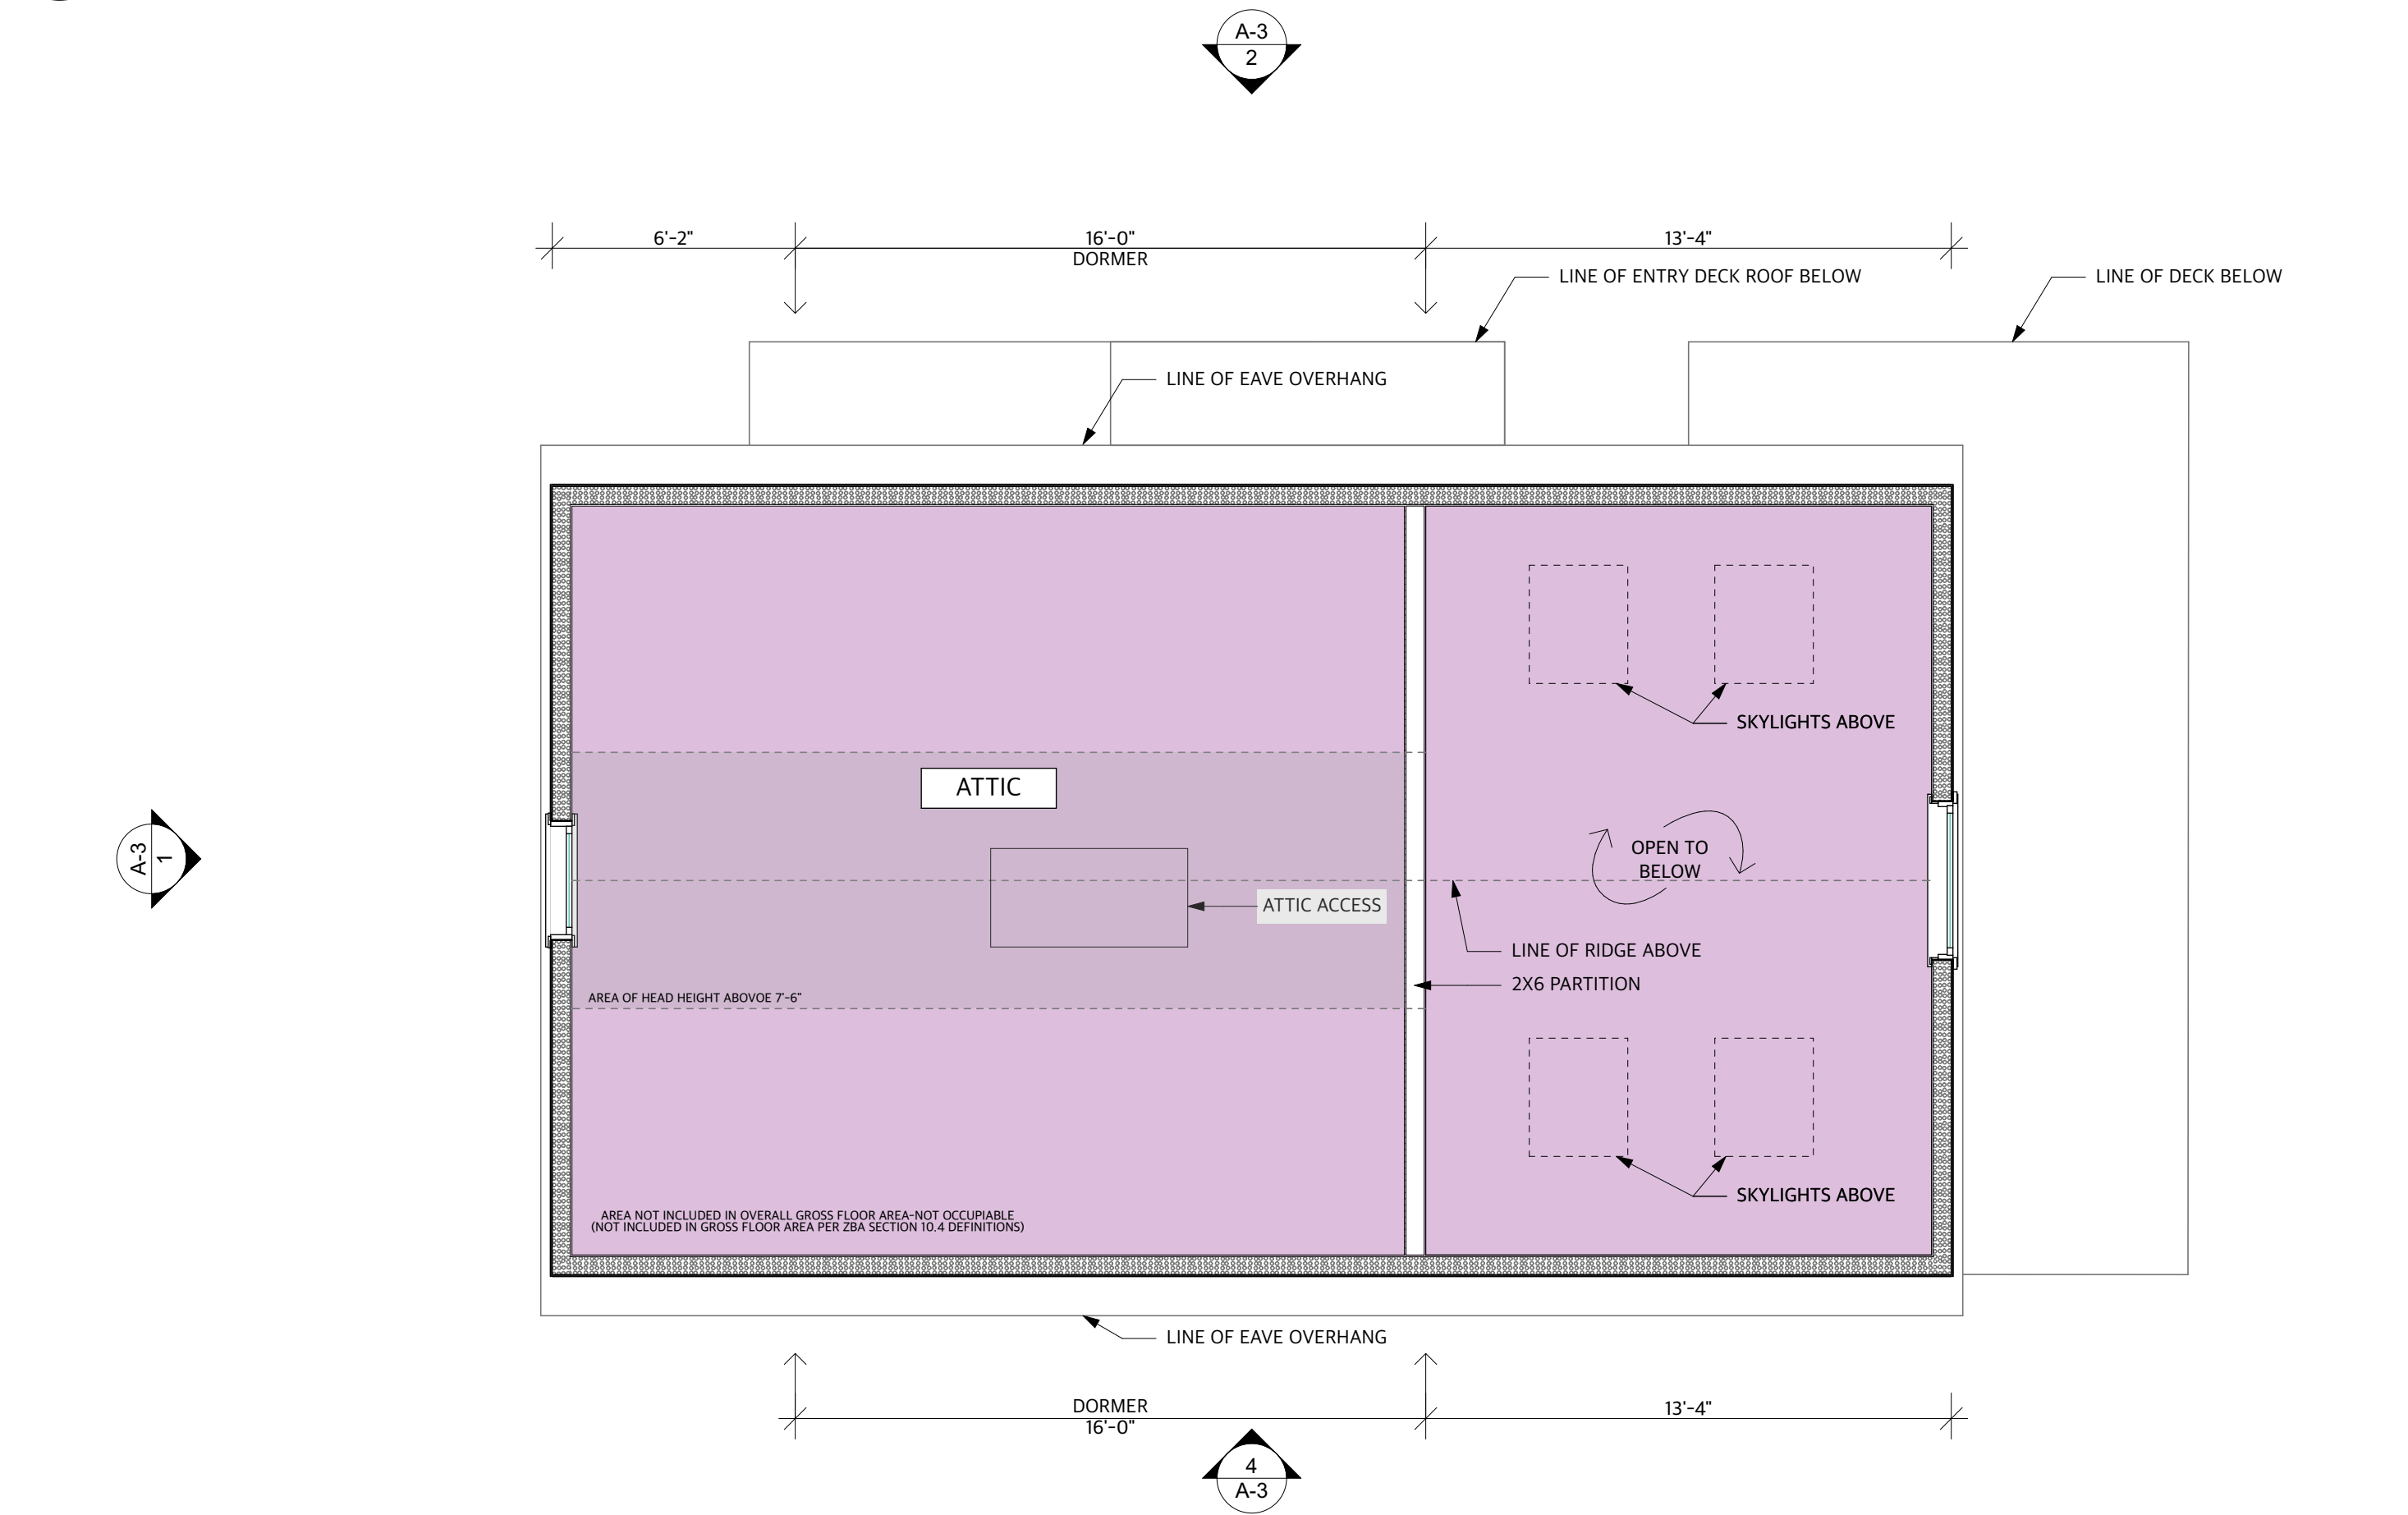 A-3
2
6'-2"
16'-0"
13'-4"
DORMER
LINE OF ENTRY DECK ROOF BELOW
LINE OF DECK BELOW
LINE OF EAVE OVERHANG
SKYLIGHTS ABOVE
ATTIC
A-3
1
OPEN TO
BELOW
ATTIC ACCESS
LINE OF RIDGE ABOVE
2X6 PARTITION
AREA OF HEAD HEIGHT ABOVOE 7'-6"
SKYLIGHTS ABOVE
AREA NOT INCLUDED IN OVERALL GROSS FLOOR AREA-NOT OCCUPIABLE
(NOT INCLUDED IN GROSS FLOOR AREA PER ZBA SECTION 10.4 DEFINITIONS)
LINE OF EAVE OVERHANG
DORMER
16'-0"
13'-4"
4
A-3